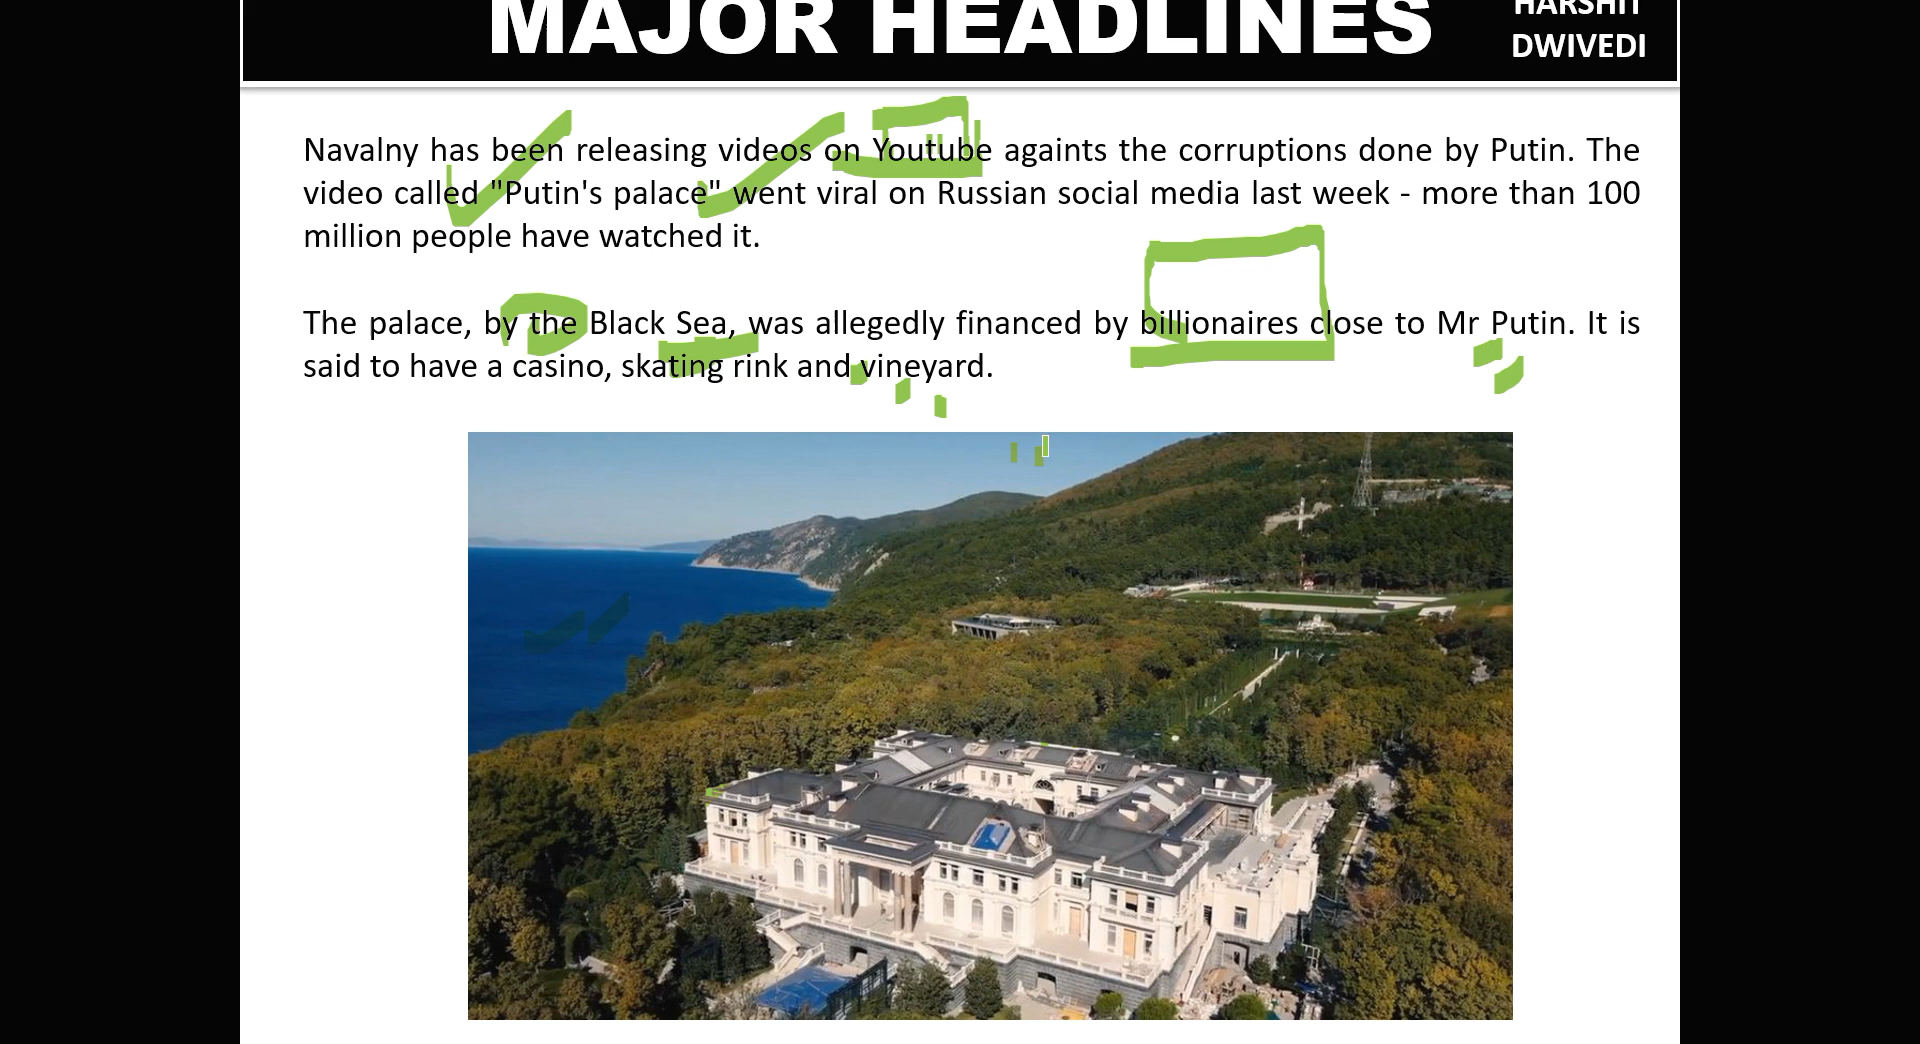 MAJOR HEADLINES
HARSHIT
DWIVEDI
Navalny has been releasing videos on Youtube againts the corruptions done by Putin. The
video called "Putin's palace" went viral on Russian social media last week - more than 100
million people have watched it.
The palace, by the Black Sea, was allegedly financed by billionaires close to Mr Putin. It is
said to have a casino, skating rink and vineyard.